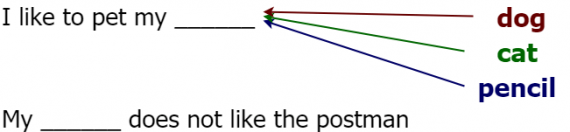 I like to pet my ______ dog
cat
pencil
My ______ does not like the postman